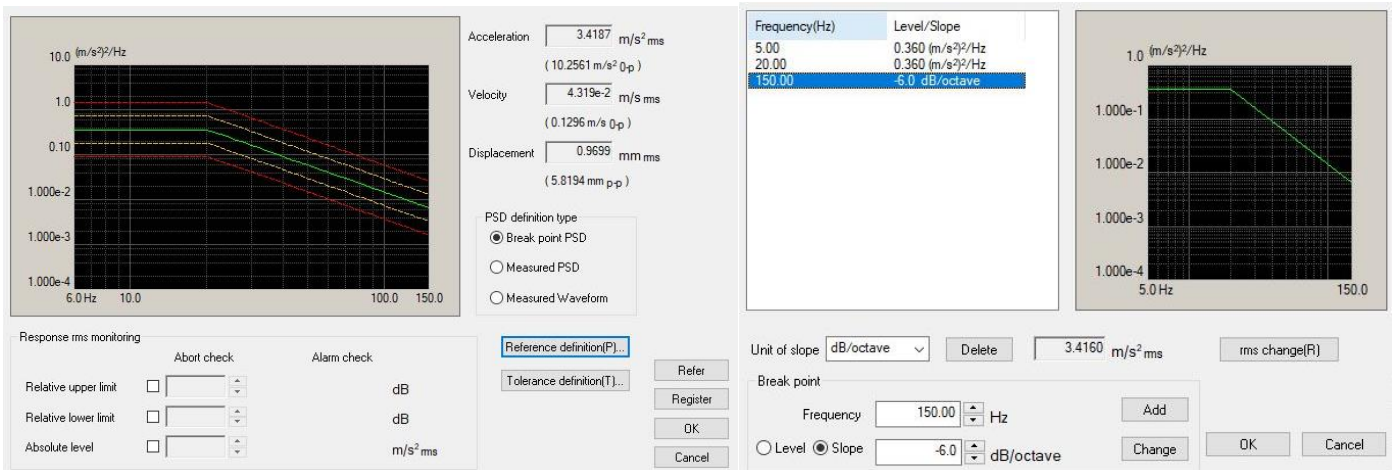 10.0 (m/s²)²/Hz
1.0
0.10
1.000e-2
1.000e-3
1.000e-4
6.0 Hz 10.0 100.0 150.0
Acceleration 3.4187 m/s² rms
( 10.2561 m/s² 0-p )
Velocity 4.319e-2 m/s rms
( 0.1296 m/s 0-p )
Displacement 0.9699 mm rms
( 5.8194 mm p-p )
PSD definition type
Break point PSD
Measured PSD
Measured Waveform
Response rms monitoring
Abort check Alarm check
Relative upper limit dB
Relative lower limit dB
Absolute level m/s² rms
Reference definition(P)...
Tolerance definition(T)...
Refer
Register
OK
Cancel
Frequency(Hz) Level/Slope
5.00 0.360 (m/s²)²/Hz
20.00 0.360 (m/s²)²/Hz
150.00 -6.0 dB/octave
1.0 (m/s²)²/Hz
1.000e-1
1.000e-2
1.000e-3
1.000e-4
5.0 Hz 150.0
Unit of slope dB/octave Delete 3.4160 m/s² rms rms change(R)
Break point
Frequency 150.00 Hz Add
Level Slope -6.0 dB/octave Change
OK Cancel